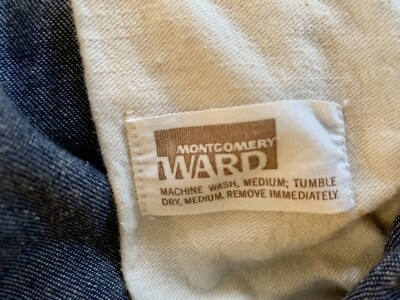 MONTGOMERY
WARD
MACHINE WASH, MEDIUM; TUMBLE
DRY, MEDIUM. REMOVE IMMEDIATELY.